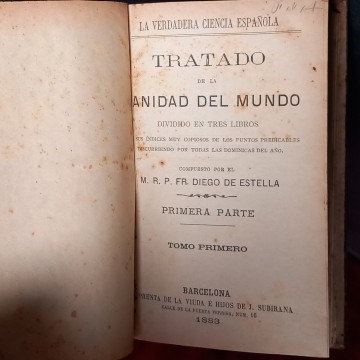 LA VERDADERA CIENCIA ESPAÑOLA
TRATADO
DE LA
ANIDAD DEL MUNDO
DIVIDIDO EN TRES LIBROS
ÍNDICES MUY COPIOSOS DE LOS PUNTOS PREDICABLES
DISCURRIENDO POR TODAS LAS DOMINICAS DEL AÑO,
COMPUESTO POR EL
M. R. P. FR. DIEGO DE ESTELLA
PRIMERA PARTE
TOMO PRIMERO
BARCELONA
PRENTA DE LA VIUDA E HIJOS DE J. SUBIRANA
CALLE DE LA PUERTA FERRISA, NÚM. 16
1883